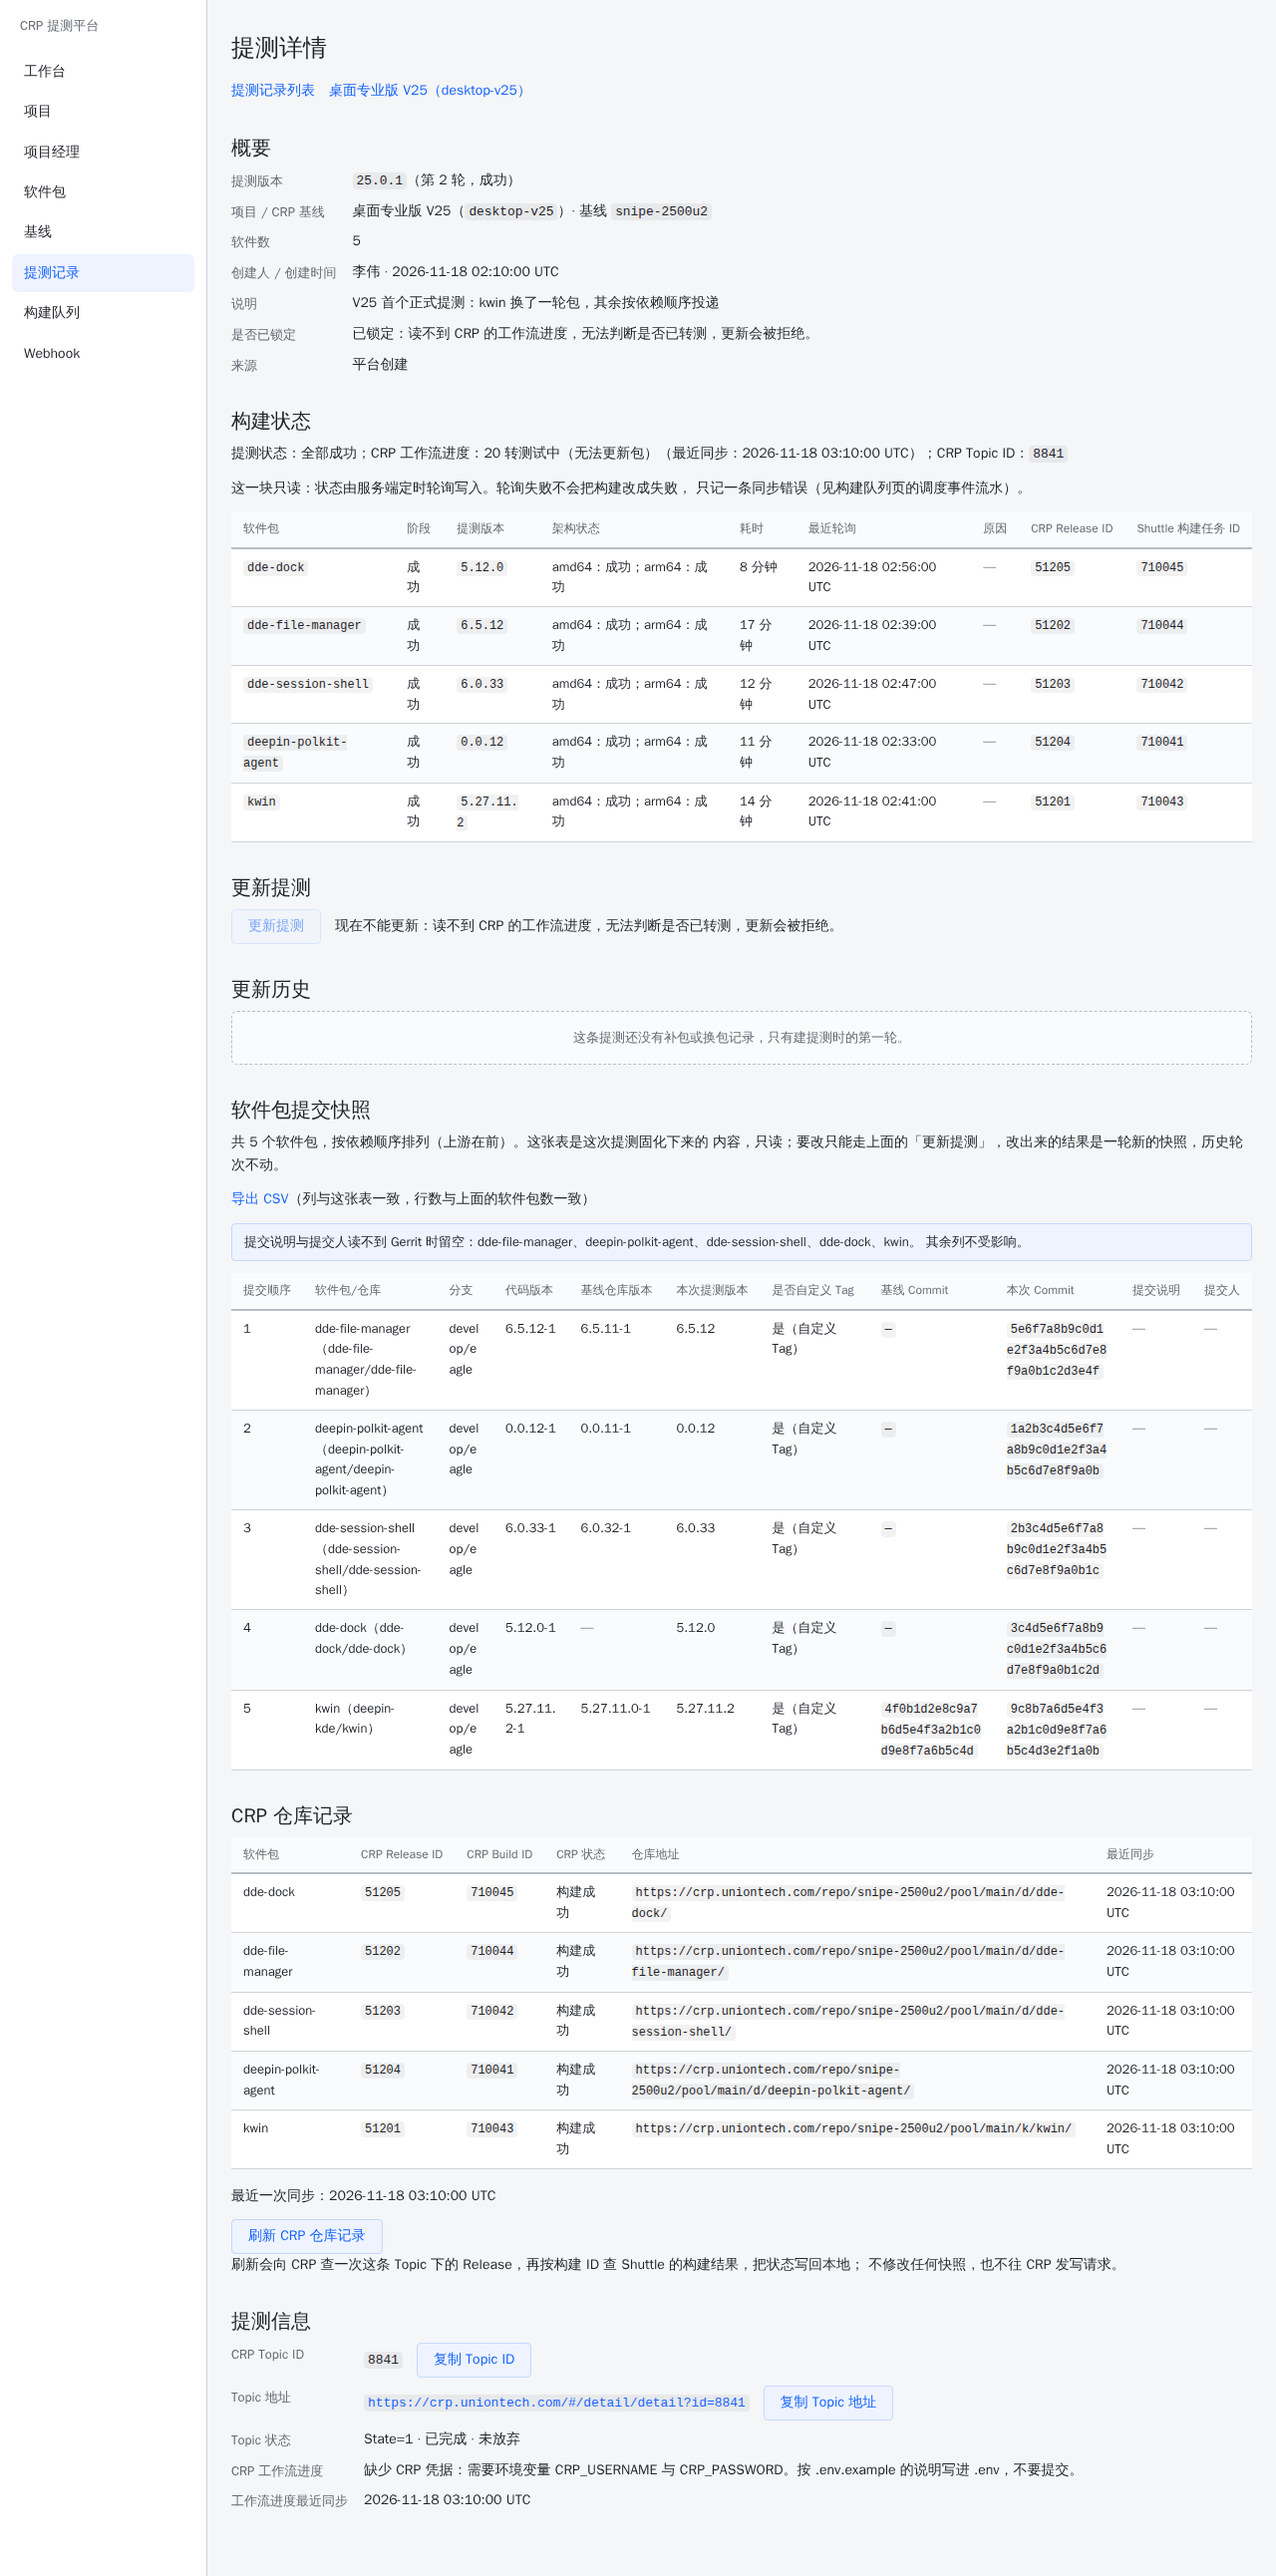 CRP 提测平台
工作台
项目
项目经理
软件包
基线
提测记录
构建队列
Webhook
提测详情
提测记录列表 桌面专业版 V25（desktop-v25）
概要
提测版本 25.0.1（第 2 轮，成功）
项目 / CRP 基线 桌面专业版 V25（desktop-v25）· 基线 snipe-2500u2
软件数 5
创建人 / 创建时间 李伟 · 2026-11-18 02:10:00 UTC
说明 V25 首个正式提测：kwin 换了一轮包，其余按依赖顺序投递
是否已锁定 已锁定：读不到 CRP 的工作流进度，无法判断是否已转测，更新会被拒绝。
来源 平台创建
构建状态
提测状态：全部成功；CRP 工作流进度：20 转测试中（无法更新包）（最近同步：2026-11-18 03:10:00 UTC）；CRP Topic ID：8841
这一块只读：状态由服务端定时轮询写入。轮询失败不会把构建改成失败， 只记一条同步错误（见构建队列页的调度事件流水）。
软件包 阶段 提测版本 架构状态 耗时 最近轮询 原因 CRP Release ID Shuttle 构建任务 ID
dde-dock 成 5.12.0 amd64：成功；arm64：成 8 分钟 2026-11-18 02:56:00 — 51205 710045
功 功 UTC
dde-file-manager 成 6.5.12 amd64：成功；arm64：成 17 分 2026-11-18 02:39:00 — 51202 710044
功 功 钟 UTC
dde-session-shell 成 6.0.33 amd64：成功；arm64：成 12 分 2026-11-18 02:47:00 — 51203 710042
功 功 钟 UTC
deepin-polkit- 成 0.0.12 amd64：成功；arm64：成 11 分 2026-11-18 02:33:00 — 51204 710041
agent 功 功 钟 UTC
kwin 成 5.27.11. amd64：成功；arm64：成 14 分 2026-11-18 02:41:00 — 51201 710043
功 2 功 钟 UTC
更新提测
更新提测 现在不能更新：读不到 CRP 的工作流进度，无法判断是否已转测，更新会被拒绝。
更新历史
这条提测还没有补包或换包记录，只有建提测时的第一轮。
软件包提交快照
共 5 个软件包，按依赖顺序排列（上游在前）。这张表是这次提测固化下来的 内容，只读；要改只能走上面的「更新提测」，改出来的结果是一轮新的快照，历史轮
次不动。
导出 CSV（列与这张表一致，行数与上面的软件包数一致）
提交说明与提交人读不到 Gerrit 时留空：dde-file-manager、deepin-polkit-agent、dde-session-shell、dde-dock、kwin。 其余列不受影响。
提交顺序 软件包/仓库 分支 代码版本 基线仓库版本 本次提测版本 是否自定义 Tag 基线 Commit 本次 Commit 提交说明 提交人
1 dde-file-manager devel 6.5.12-1 6.5.11-1 6.5.12 是（自定义 — 5e6f7a8b9c0d1 — —
（dde-file- op/e Tag） e2f3a4b5c6d7e8
manager/dde-file- agle f9a0b1c2d3e4f
manager）
2 deepin-polkit-agent devel 0.0.12-1 0.0.11-1 0.0.12 是（自定义 — 1a2b3c4d5e6f7 — —
（deepin-polkit- op/e Tag） a8b9c0d1e2f3a4
agent/deepin- agle b5c6d7e8f9a0b
polkit-agent）
3 dde-session-shell devel 6.0.33-1 6.0.32-1 6.0.33 是（自定义 — 2b3c4d5e6f7a8 — —
（dde-session- op/e Tag） b9c0d1e2f3a4b5
shell/dde-session- agle c6d7e8f9a0b1c
shell）
4 dde-dock（dde- devel 5.12.0-1 — 5.12.0 是（自定义 — 3c4d5e6f7a8b9 — —
dock/dde-dock） op/e Tag） c0d1e2f3a4b5c6
agle d7e8f9a0b1c2d
5 kwin（deepin- devel 5.27.11. 5.27.11.0-1 5.27.11.2 是（自定义 4f0b1d2e8c9a7 9c8b7a6d5e4f3 — —
kde/kwin） op/e 2-1 Tag） b6d5e4f3a2b1c0 a2b1c0d9e8f7a6
agle d9e8f7a6b5c4d b5c4d3e2f1a0b
CRP 仓库记录
软件包 CRP Release ID CRP Build ID CRP 状态 仓库地址 最近同步
dde-dock 51205 710045 构建成 https://crp.uniontech.com/repo/snipe-2500u2/pool/main/d/dde- 2026-11-18 03:10:00
功 dock/ UTC
dde-file- 51202 710044 构建成 https://crp.uniontech.com/repo/snipe-2500u2/pool/main/d/dde- 2026-11-18 03:10:00
manager 功 file-manager/ UTC
dde-session- 51203 710042 构建成 https://crp.uniontech.com/repo/snipe-2500u2/pool/main/d/dde- 2026-11-18 03:10:00
shell 功 session-shell/ UTC
deepin-polkit- 51204 710041 构建成 https://crp.uniontech.com/repo/snipe- 2026-11-18 03:10:00
agent 功 2500u2/pool/main/d/deepin-polkit-agent/ UTC
kwin 51201 710043 构建成 https://crp.uniontech.com/repo/snipe-2500u2/pool/main/k/kwin/ 2026-11-18 03:10:00
功 UTC
最近一次同步：2026-11-18 03:10:00 UTC
刷新 CRP 仓库记录
刷新会向 CRP 查一次这条 Topic 下的 Release，再按构建 ID 查 Shuttle 的构建结果，把状态写回本地； 不修改任何快照，也不往 CRP 发写请求。
提测信息
CRP Topic ID 8841 复制 Topic ID
Topic 地址 https://crp.uniontech.com/#/detail/detail?id=8841 复制 Topic 地址
Topic 状态 State=1 · 已完成 · 未放弃
CRP 工作流进度 缺少 CRP 凭据：需要环境变量 CRP_USERNAME 与 CRP_PASSWORD。按 .env.example 的说明写进 .env，不要提交。
工作流进度最近同步 2026-11-18 03:10:00 UTC